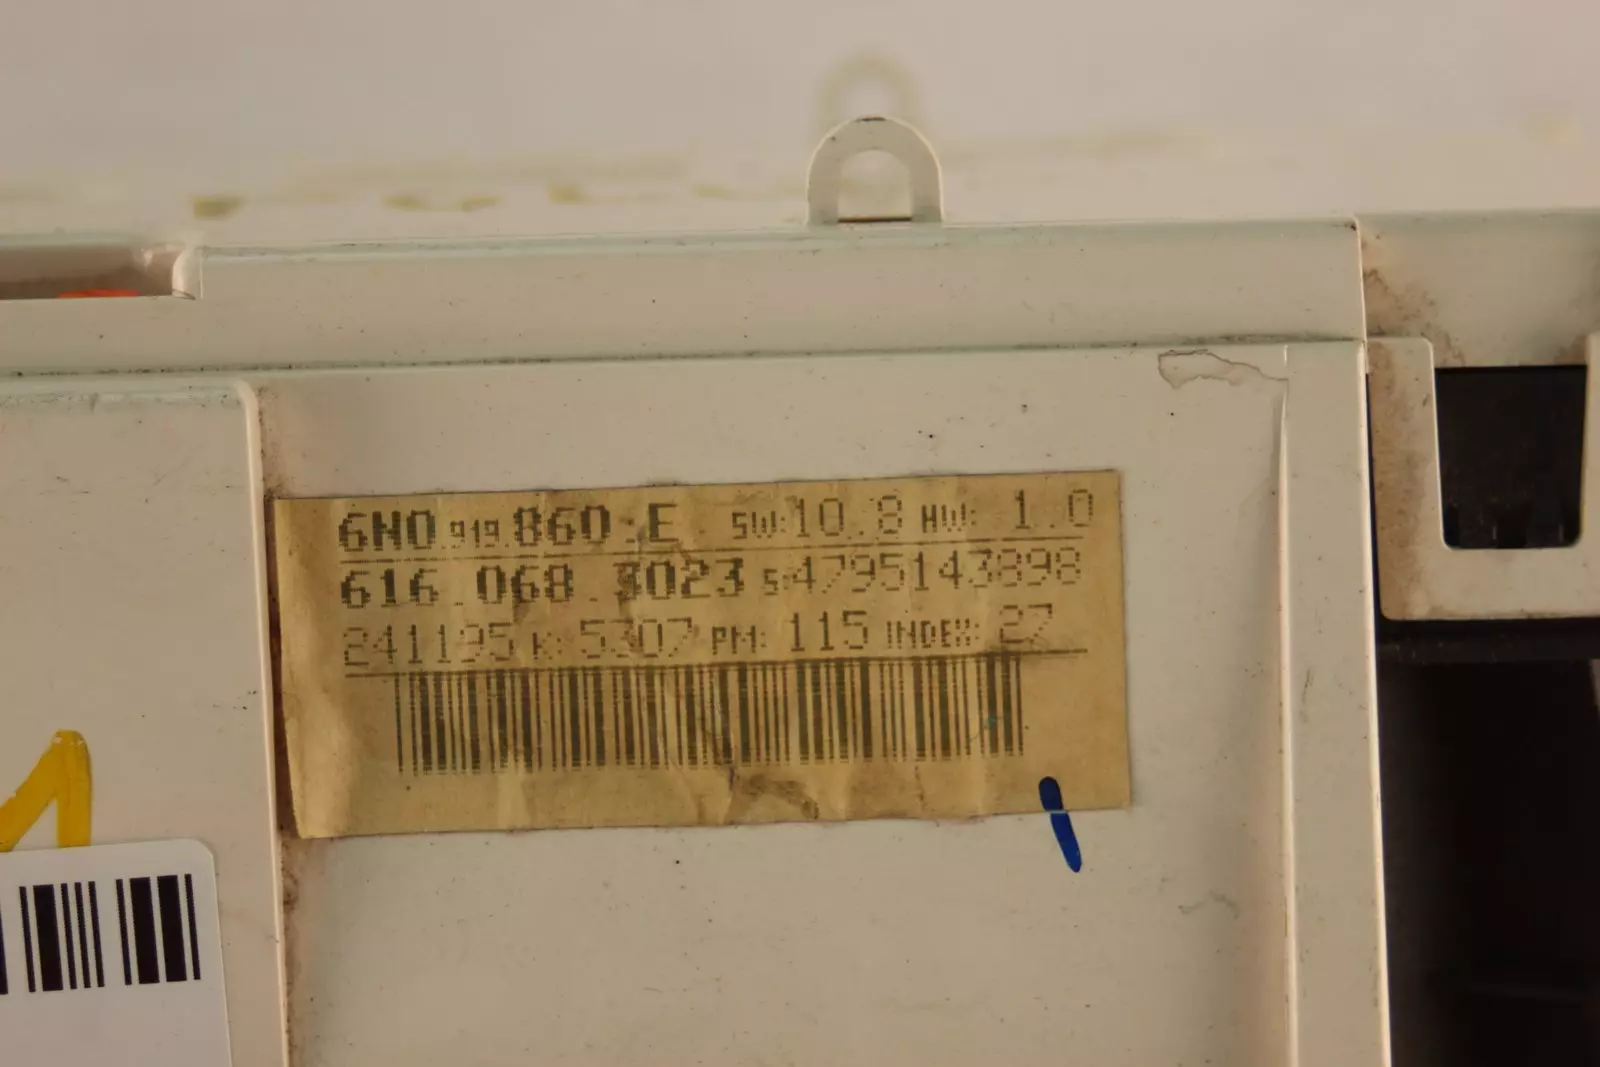 6N0.919.860.E SW:10.8 HW: 1.0
616.068.3023 S:4795143898
241195 K: 5307 PM: 115 INDEX: 27
1